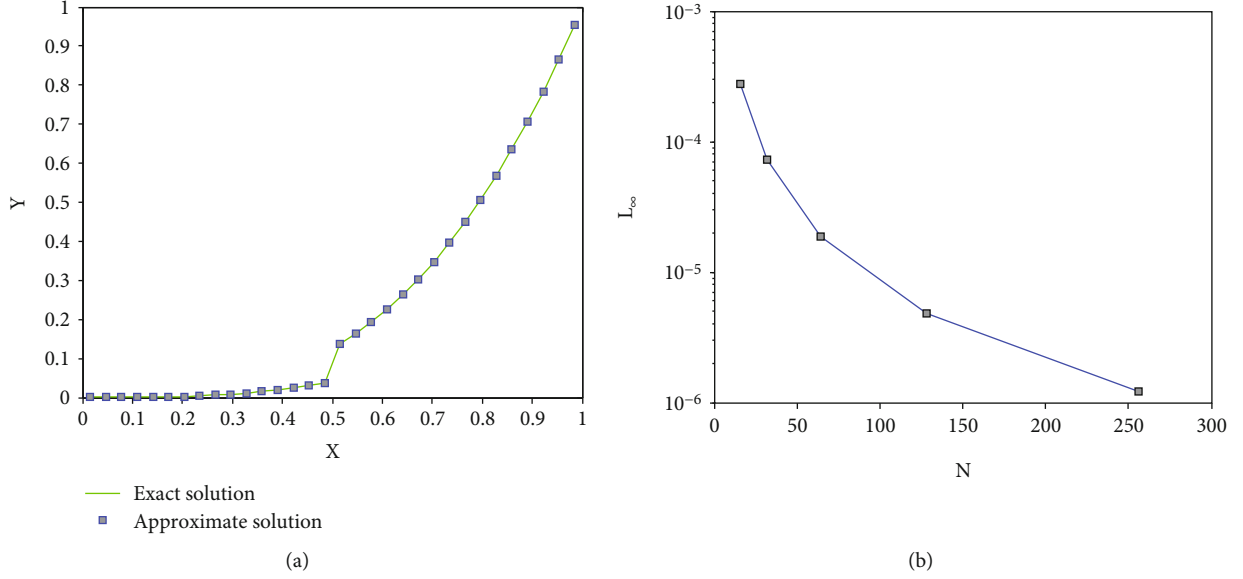 1
0.9
0.8
0.7
0.6
0.5
0.4
0.3
0.2
0.1
0
Y
0 0.1 0.2 0.3 0.4 0.5 0.6 0.7 0.8 0.9 1
X
Exact solution
Approximate solution
(a)
10⁻³
10⁻⁴
10⁻⁵
10⁻⁶
L∞
0 50 100 150 200 250 300
N
(b)